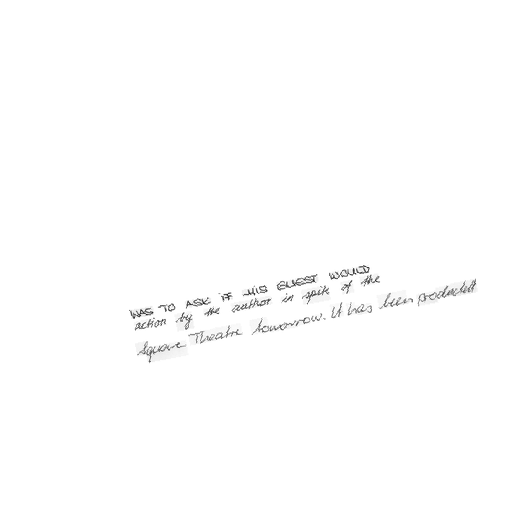 WAS TO ASK IF HIS GUEST WOULD
action by the author in spite of the
Square Theatre tomorrow. It has been produced